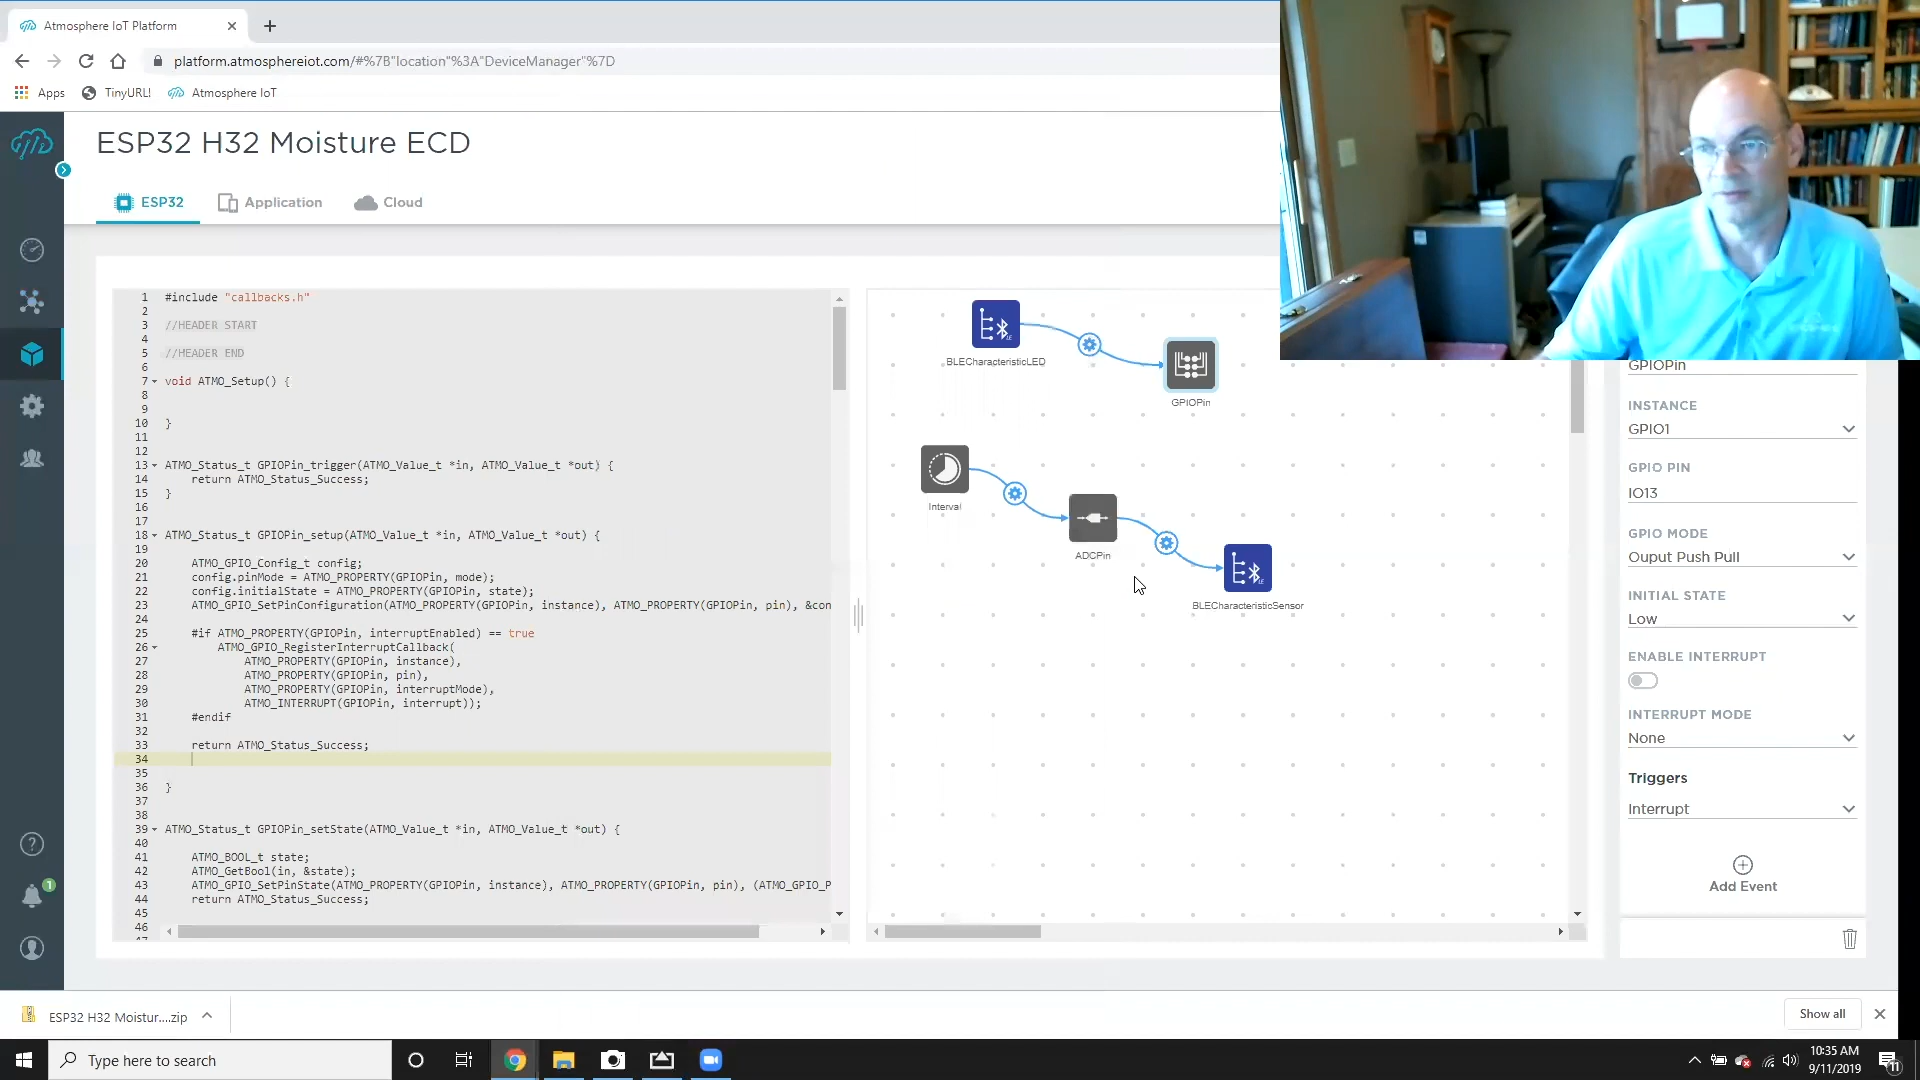 Atmosphere IoT Platform
platform.atmosphereiot.com/#%7B"location"%3A"DeviceManager"%7D
Apps
TinyURL!
Atmosphere IoT
ESP32 H32 Moisture ECD
ESP32
Application
Cloud
1 #include "callbacks.h"
2
3 //HEADER START
4
5 //HEADER END
6
7 void ATMO_Setup() {
8
9
10 }
11
12
13 ATMO_Status_t GPIOPin_trigger(ATMO_Value_t *in, ATMO_Value_t *out) {
14 return ATMO_Status_Success;
15 }
16
17
18 ATMO_Status_t GPIOPin_setup(ATMO_Value_t *in, ATMO_Value_t *out) {
19
20 ATMO_GPIO_Config_t config;
21 config.pinMode = ATMO_PROPERTY(GPIOPin, mode);
22 config.initialState = ATMO_PROPERTY(GPIOPin, state);
23 ATMO_GPIO_SetPinConfiguration(ATMO_PROPERTY(GPIOPin, instance), ATMO_PROPERTY(GPIOPin, pin), &con
24
25 #if ATMO_PROPERTY(GPIOPin, interruptEnabled) == true
26 ATMO_GPIO_RegisterInterruptCallback(
27 ATMO_PROPERTY(GPIOPin, instance),
28 ATMO_PROPERTY(GPIOPin, pin),
29 ATMO_PROPERTY(GPIOPin, interruptMode),
30 ATMO_INTERRUPT(GPIOPin, interrupt));
31 #endif
32
33 return ATMO_Status_Success;
34
35
36 }
37
38
39 ATMO_Status_t GPIOPin_setState(ATMO_Value_t *in, ATMO_Value_t *out) {
40
41 ATMO_BOOL_t state;
42 ATMO_GetBool(in, &state);
43 ATMO_GPIO_SetPinState(ATMO_PROPERTY(GPIOPin, instance), ATMO_PROPERTY(GPIOPin, pin), (ATMO_GPIO_P
44 return ATMO_Status_Success;
45
46
47
BLECharacteristicLED
GPIOPin
Interval
ADCPin
BLECharacteristicSensor
GPIOPin
INSTANCE
GPIO1
GPIO PIN
IO13
GPIO MODE
Ouput Push Pull
INITIAL STATE
Low
ENABLE INTERRUPT
INTERRUPT MODE
None
Triggers
Interrupt
Add Event
1
ESP32 H32 Moistur....zip
Show all
Type here to search
10:35 AM
9/11/2019
11